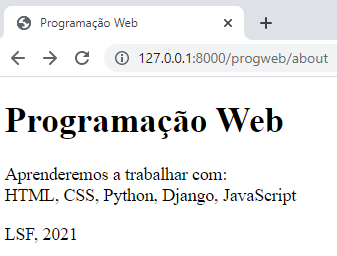 Programação Web
127.0.0.1:8000/progweb/about
Programação Web
Aprenderemos a trabalhar com:
HTML, CSS, Python, Django, JavaScript
LSF, 2021